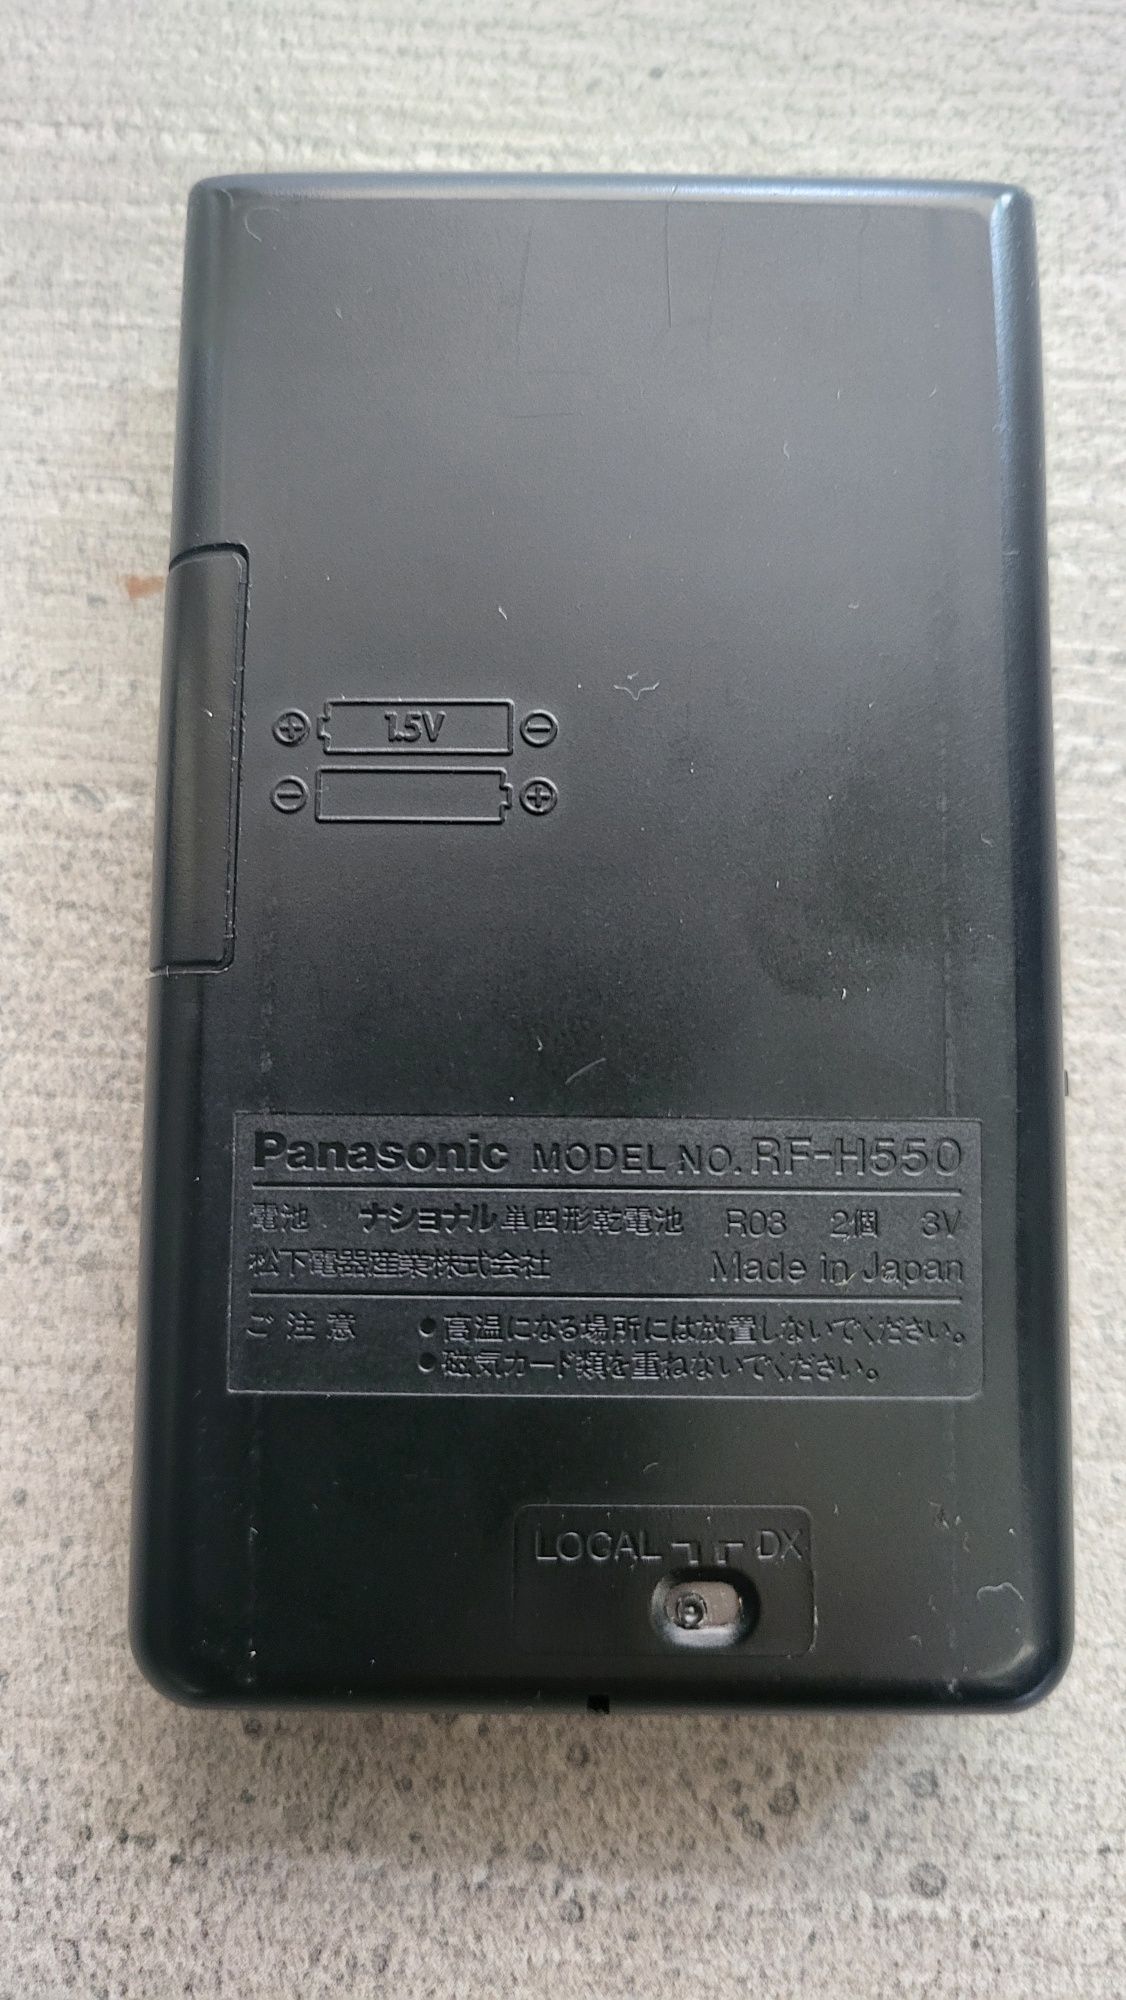 ⊕ 1.5V ⊖
⊖ ⊕
Panasonic MODEL NO. RF-H550
電池 ナショナル単四形乾電池 R03 2個 3V
松下電器産業株式会社 Made in Japan
ご注意 ●高温になる場所には放置しないでください。
●磁気カード類を重ねないでください。
LOCAL DX